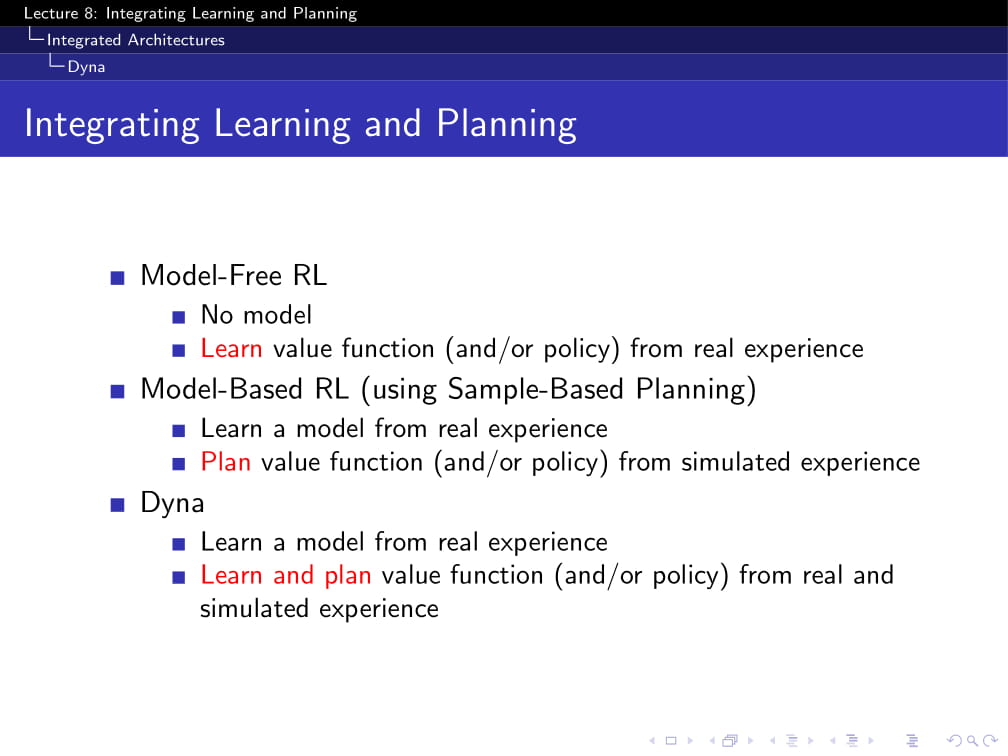 Lecture 8: Integrating Learning and Planning
Integrated Architectures
Dyna
Integrating Learning and Planning
Model-Free RL
No model
Learn value function (and/or policy) from real experience
Model-Based RL (using Sample-Based Planning)
Learn a model from real experience
Plan value function (and/or policy) from simulated experience
Dyna
Learn a model from real experience
Learn and plan value function (and/or policy) from real and
simulated experience